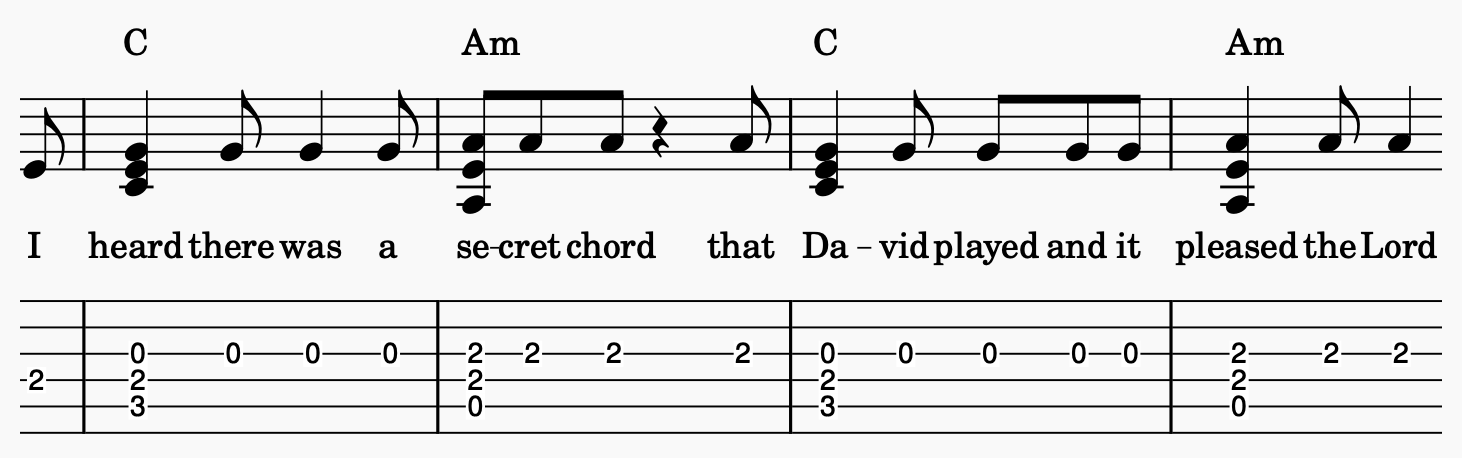 C Am C Am
I heard there was a se-cret chord that Da - vid played and it pleased the Lord
0 0 0 0 2 2 2 2 0 0 0 0 0 2 2 2
2 2 2 2 2
3 0 3 0